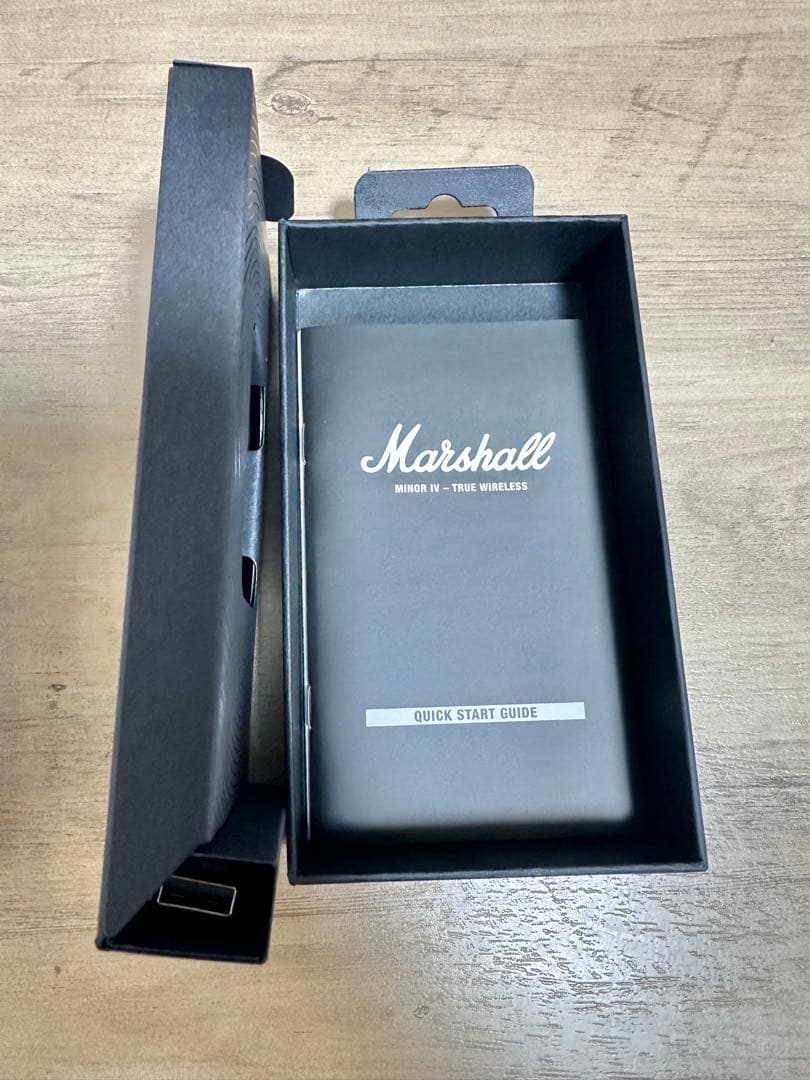 Marshall
MINOR IV – TRUE WIRELESS
QUICK START GUIDE